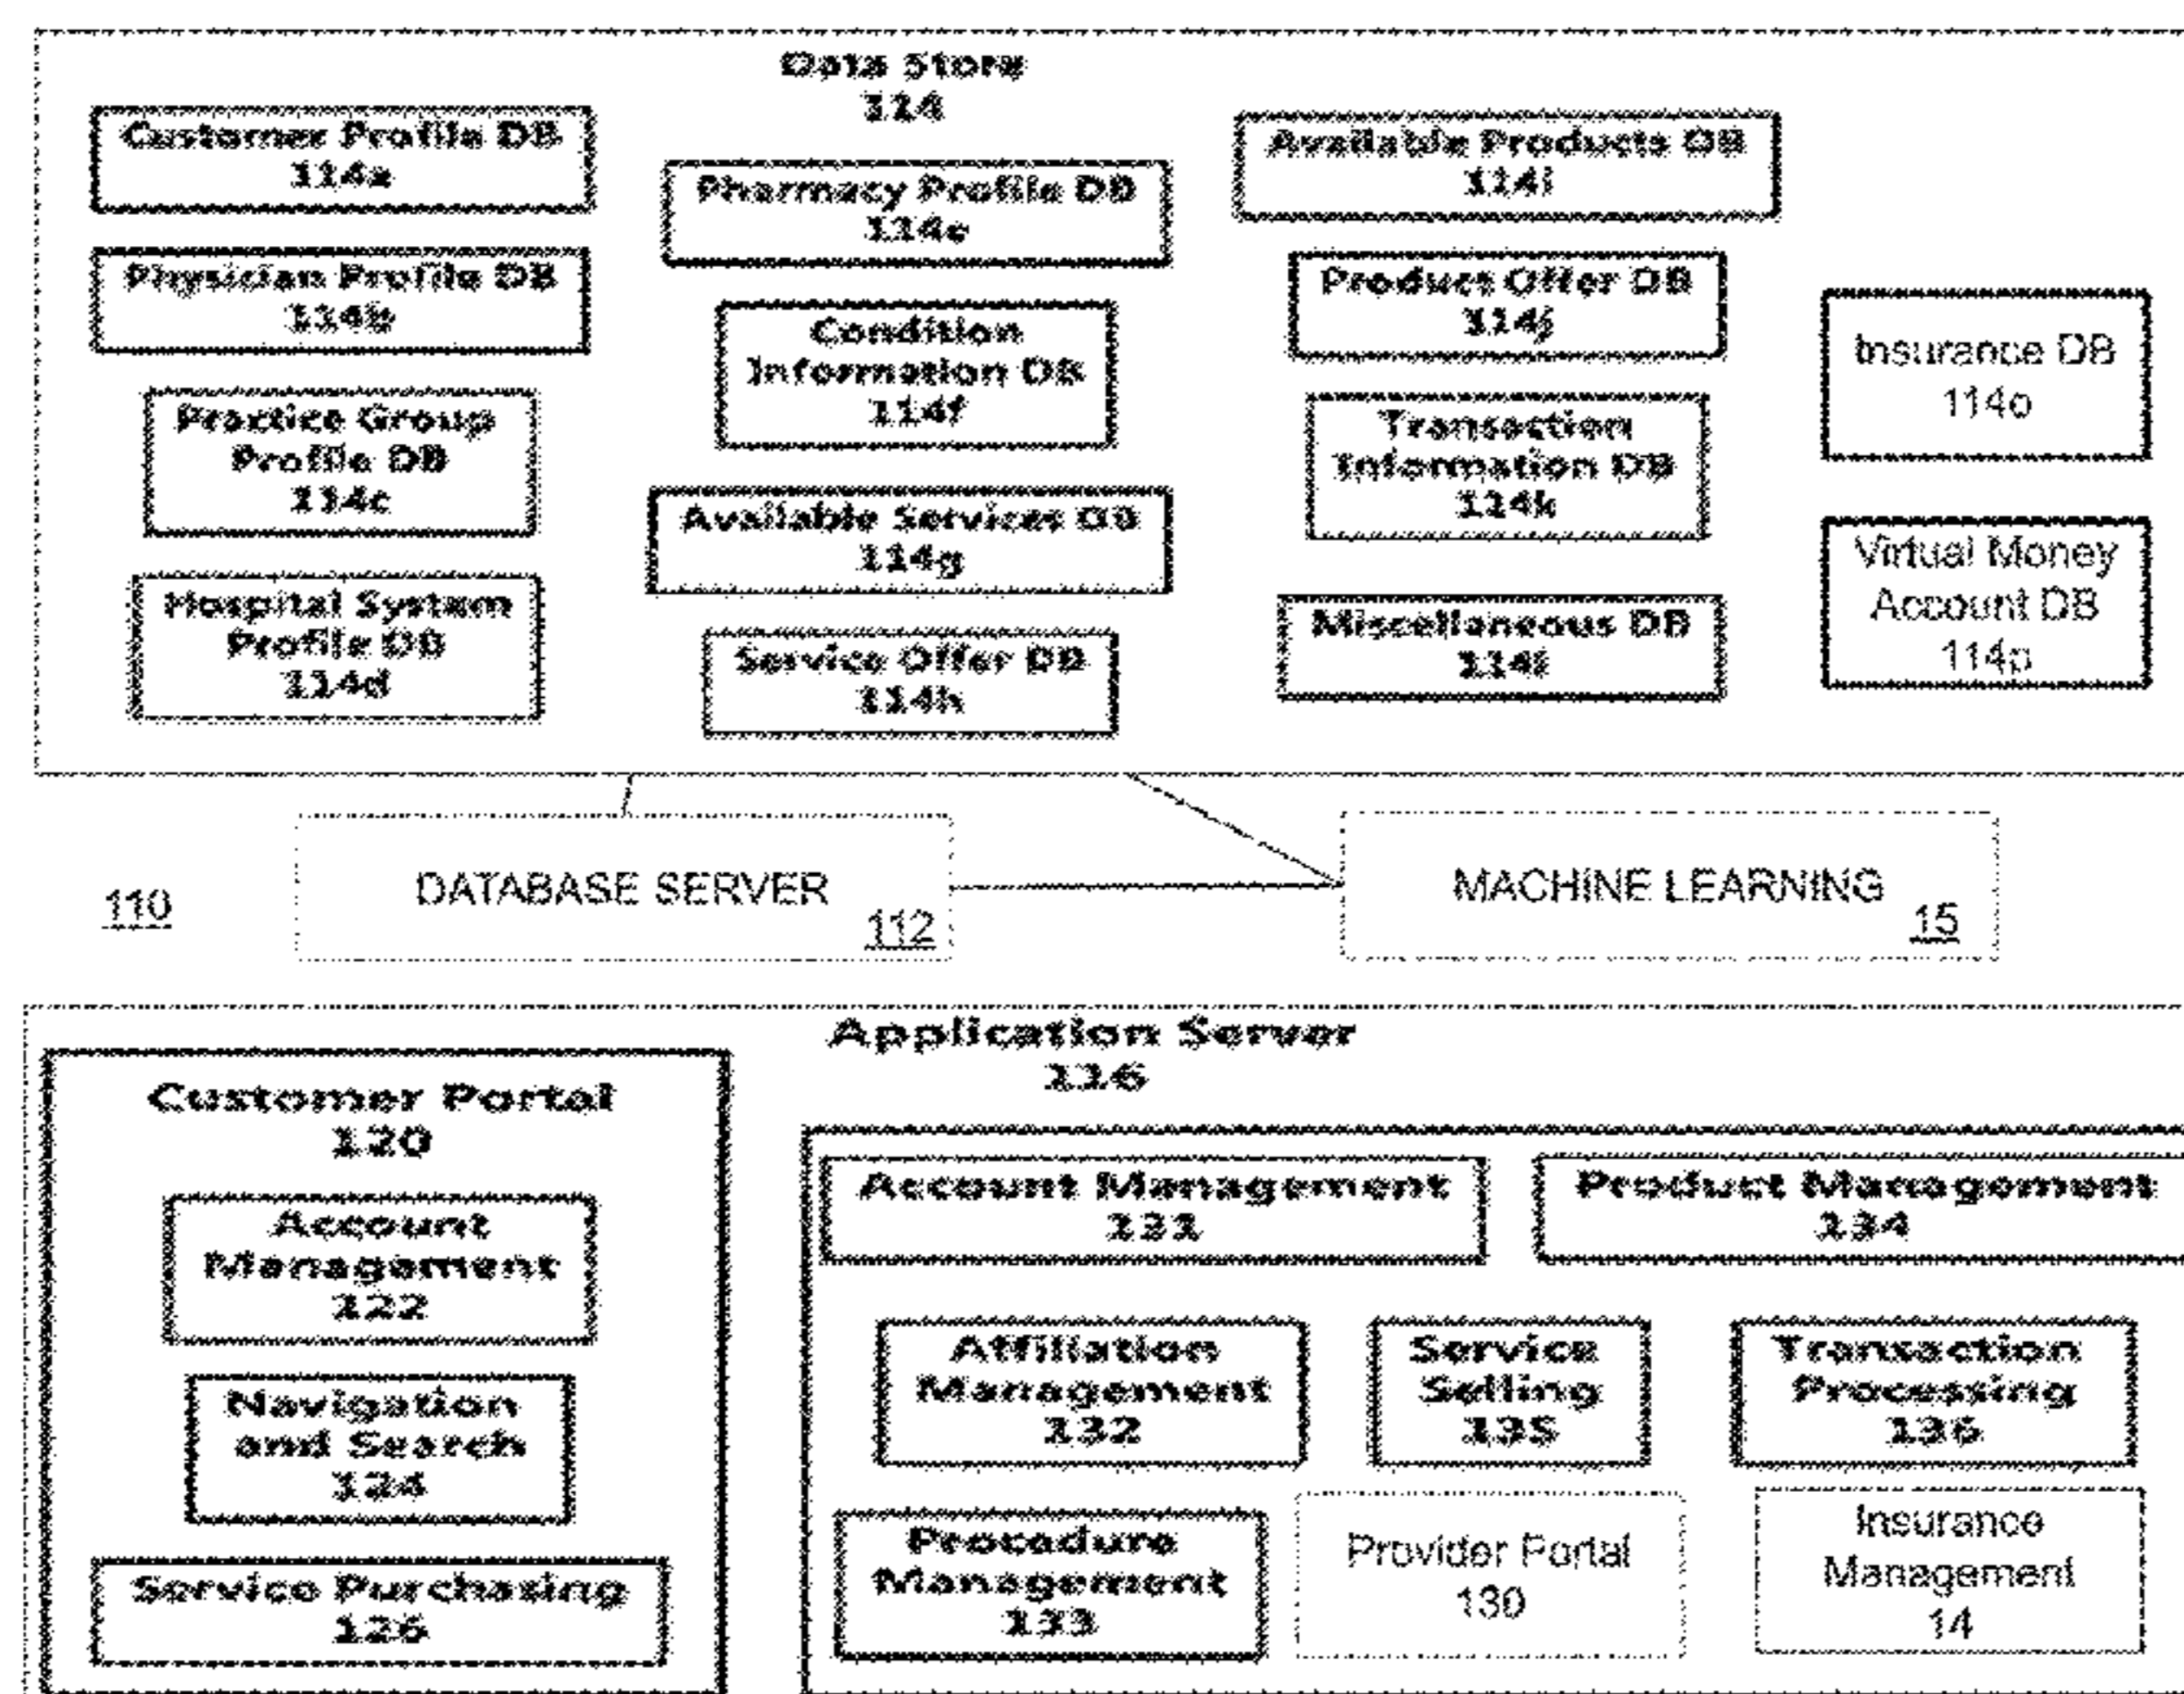 Data Store
114
Customer Profile DB
114a
Physician Profile DB
114b
Practice Group
Profile DB
114c
Hospital System
Profile DB
114d
Pharmacy Profile DB
114e
Condition
Information DB
114f
Available Services DB
114g
Service Offer DB
114h
Available Products DB
114i
Product Offer DB
114j
Transaction
Information DB
114k
Miscellaneous DB
114l
Insurance DB
114o
Virtual Money
Account DB
114p
110
DATABASE SERVER
112
MACHINE LEARNING
15
Application Server
116
Customer Portal
120
Account
Management
122
Navigation
and Search
124
Service Purchasing
126
Account Management
131
Product Management
134
Affiliation
Management
132
Service
Selling
135
Transaction
Processing
136
Procedure
Management
133
Provider Portal
130
Insurance
Management
14